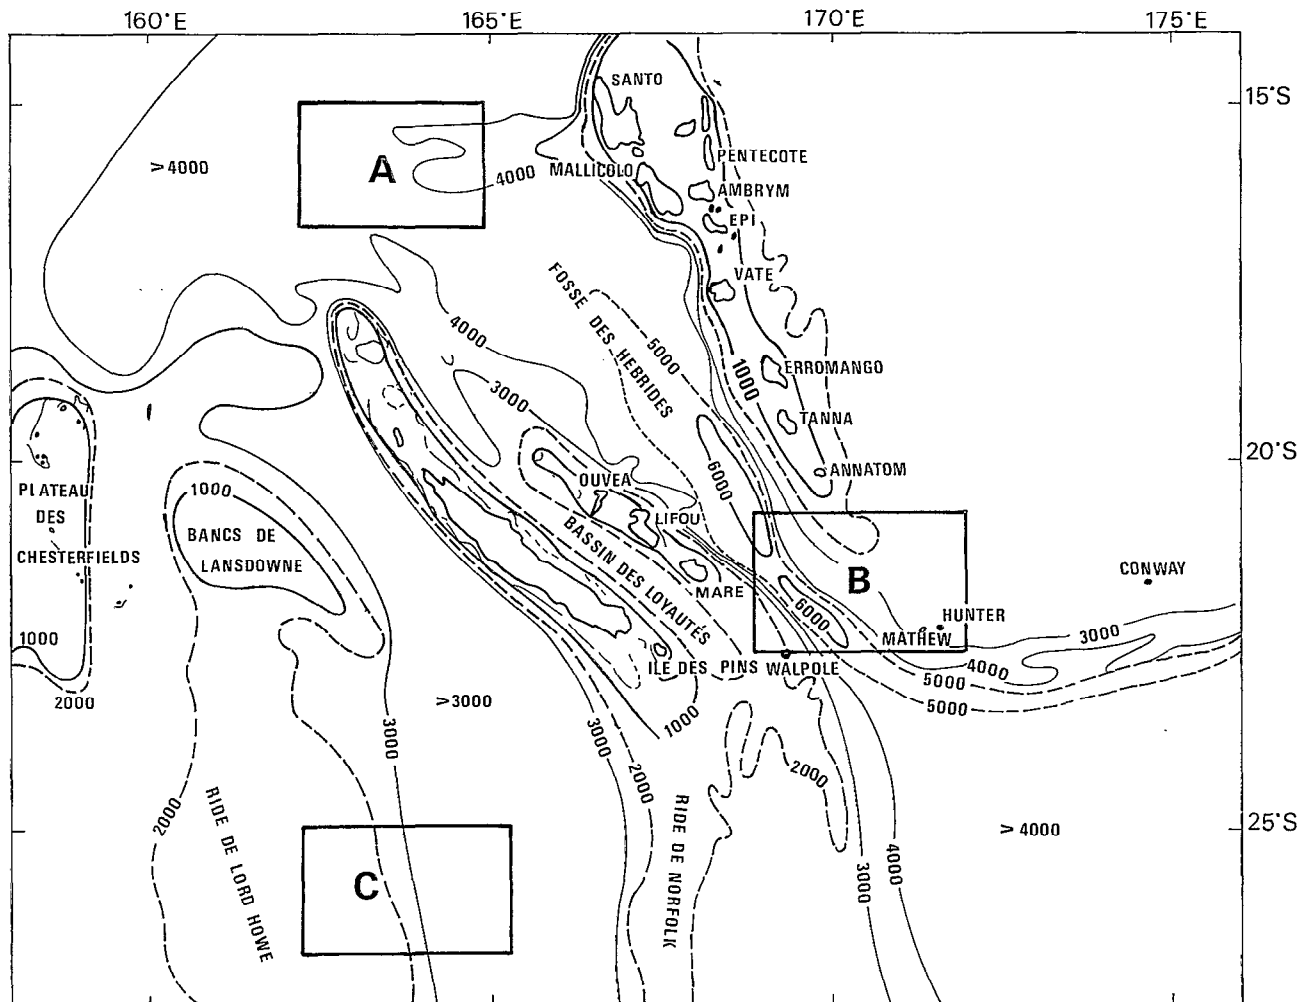 160°E
165°E
170°E
175°E
SANTO
15°S
PENTECOTE
A
> 4000
MALLICOLO
4000
AMBRYM
EPI
VATE
FOSSE DES HEBRIDES
4000
5000
1000
ERROMANGO
3000
TANNA
ANNATOM
20°S
6000
OUVEA
PLATEAU
DES
CHESTERFIELDS
1000
BANCS DE
LANSDOWNE
LIFOU
BASSIN DES LOYAUTÉS
MARE
B
CONWAY
6000
HUNTER
MATHEW
3000
1000
ILE DES PINS
WALPOLE
4000
5000
5000
2000
>3000
1000
3000
3000
2000
2000
2000
RIDE DE LORD HOWE
RIDE DE NORFOLK
> 4000
25°S
3000
4000
C